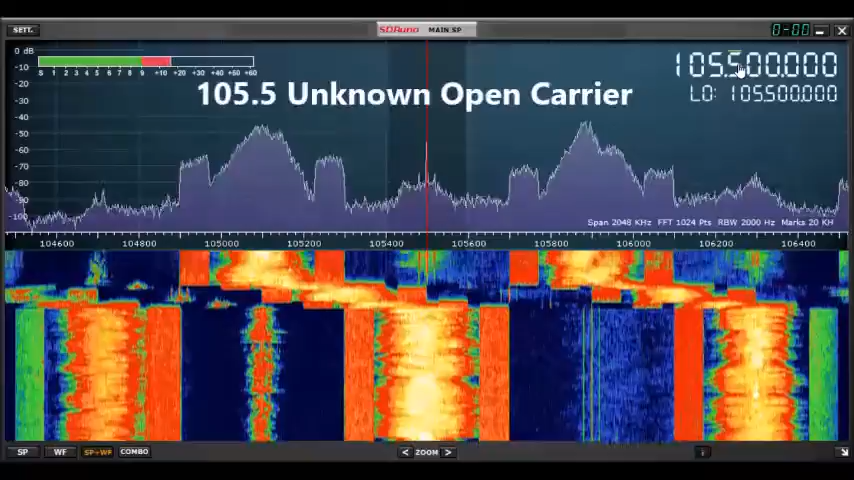 SETT.
SDRuno MAIN SP
0-00
0 dB
-10
-20
-30
-40
-50
-60
-70
-80
-90
-100
S 1 2 3 4 5 6 7 8 9 +10 +20 +30 +40 +50 +60
105.500.000
LO: 105.500.000
105.5 Unknown Open Carrier
Span 2048 KHz FFT 1024 Pts RBW 2000 Hz Marks 20 KH
104600 104800 105000 105200 105400 105600 105800 106000 106200 106400
SP WF SP+WF COMBO < ZOOM > i